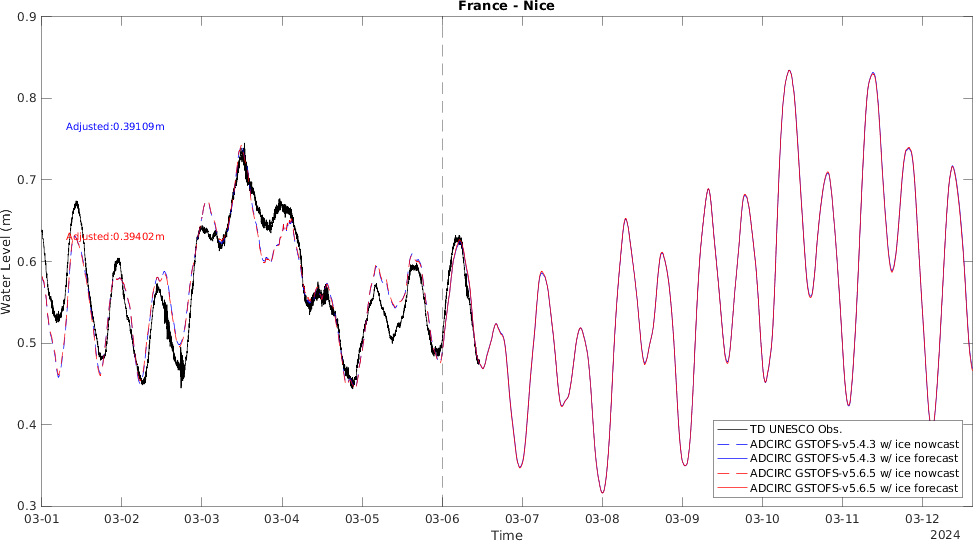 France - Nice
0.9
0.8
0.7
0.6
0.5
0.4
0.3
Water Level (m)
Adjusted:0.39109m
Adjusted:0.39402m
TD UNESCO Obs.
ADCIRC GSTOFS-v5.4.3 w/ ice nowcast
ADCIRC GSTOFS-v5.4.3 w/ ice forecast
ADCIRC GSTOFS-v5.6.5 w/ ice nowcast
ADCIRC GSTOFS-v5.6.5 w/ ice forecast
03-01 03-02 03-03 03-04 03-05 03-06 03-07 03-08 03-09 03-10 03-11 03-12
Time
2024